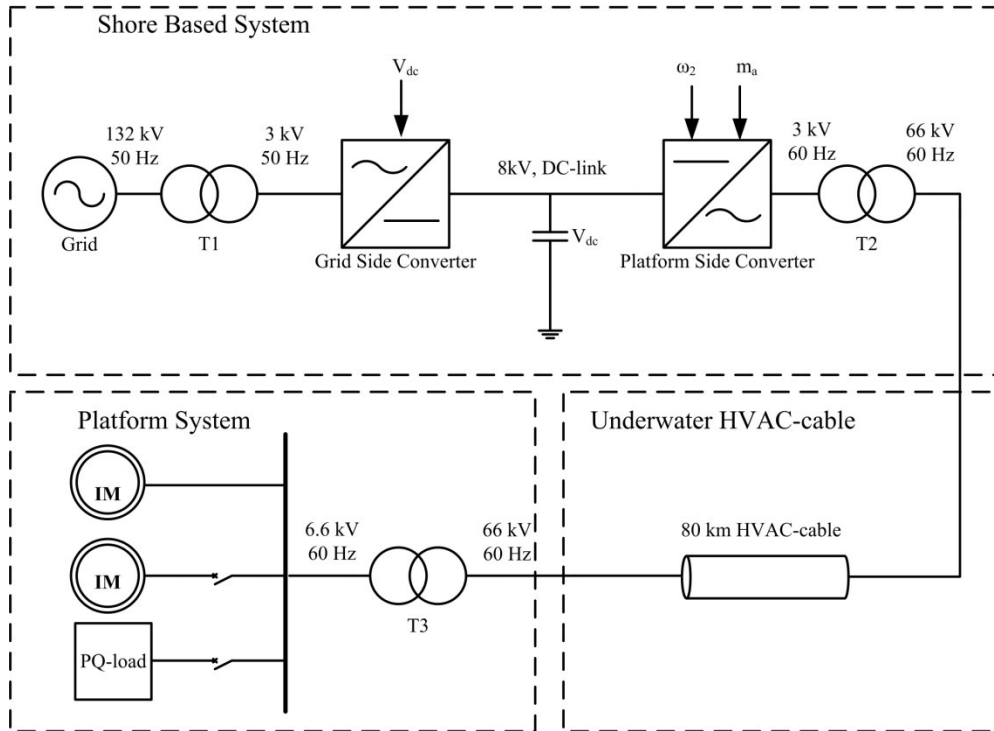 Shore Based System
V_dc
ω₂
mₐ
132 kV
50 Hz
3 kV
50 Hz
8kV, DC-link
3 kV
60 Hz
66 kV
60 Hz
V_dc
Grid
T1
Grid Side Converter
Platform Side Converter
T2
Platform System
Underwater HVAC-cable
IM
6.6 kV
60 Hz
66 kV
60 Hz
80 km HVAC-cable
IM
T3
PQ-load